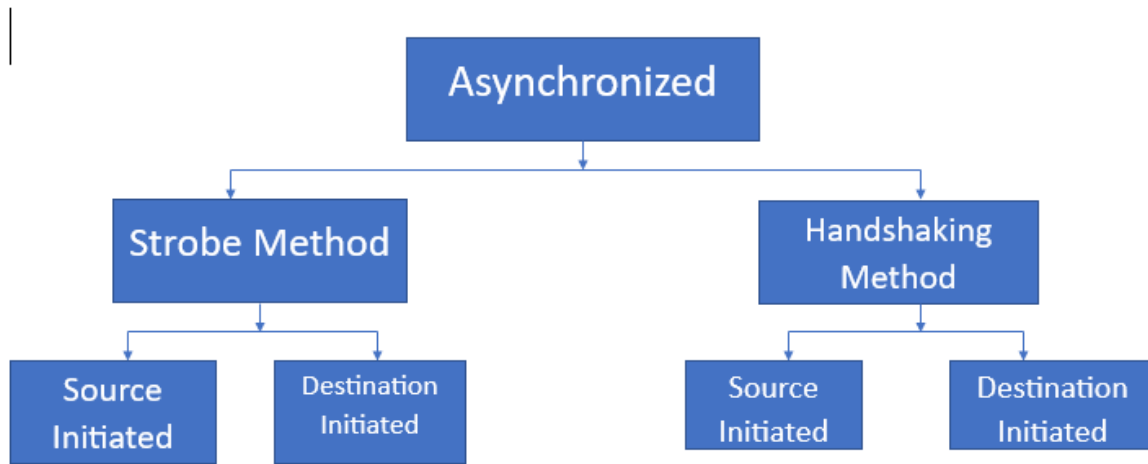 Asynchronized
Strobe Method
Handshaking
Method
Source
Initiated
Destination
Initiated
Source
Initiated
Destination
Initiated